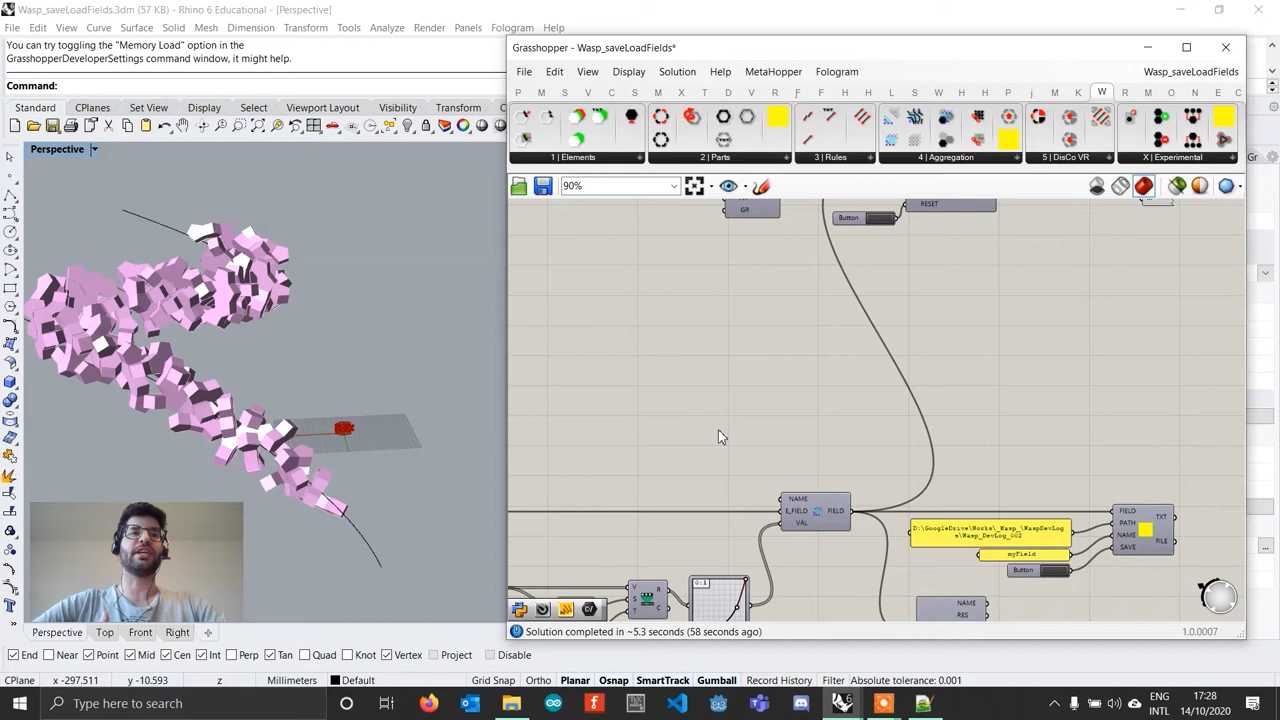 Wasp_saveLoadFields.3dm (57 KB) - Rhino 6 Educational - [Perspective]
File Edit View Curve Surface Solid Mesh Dimension Transform Tools Analyze Render Panels Fologram Help
You can try toggling the "Memory Load" option in the
GrasshopperDeveloperSettings command window, it might help.
Command:
Standard CPlanes Set View Display Select Viewport Layout Visibility Transform
Perspective
Grasshopper - Wasp_saveLoadFields*
File Edit View Display Solution Help MetaHopper Fologram Wasp_saveLoadFields
P M S V D V R F H H W R M K O N E C
1 | Elements 2 | Parts 3 | Rules 4 | Aggregation 5 | DisCo VR X | Experimental
90%
GR
Button
RESET
NAME
E_FIELD FIELD
VAL
D:\GoogleDrive\Works\_Wasp_\WaspDevLog
s\Wasp_DevLog_002
myField
Button
FIELD
PATH
NAME
SAVE
TXT
FILE
V
S
T
R
C
0:1
NAME
RES
Solution completed in ~5.3 seconds (58 seconds ago) 1.0.0007
Perspective Top Front Right
End Near Point Mid Cen Int Perp Tan Quad Knot Vertex Project Disable
CPlane x -297.511 y -10.593 z Millimeters Default Grid Snap Ortho Planar Osnap SmartTrack Gumball Record History Filter Absolute tolerance: 0.001
Type here to search
ENG
INTL
17:28
14/10/2020